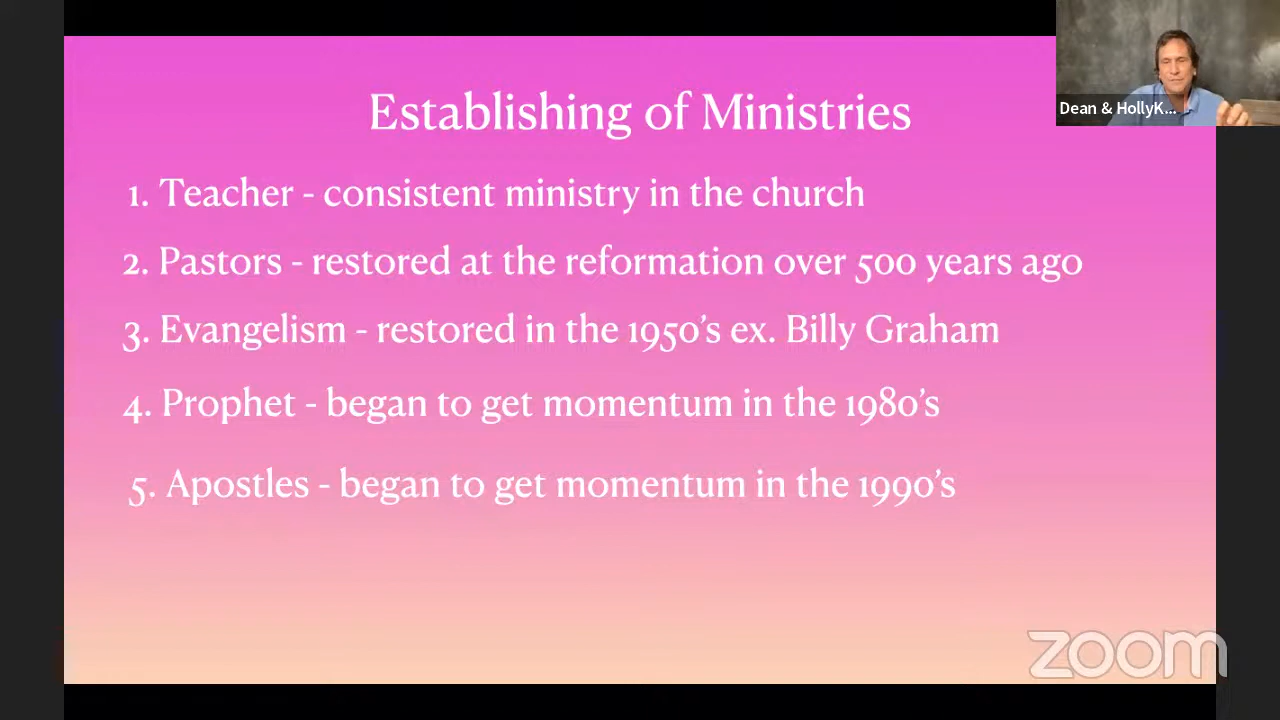 Establishing of Ministries
1. Teacher - consistent ministry in the church
2. Pastors - restored at the reformation over 500 years ago
3. Evangelism - restored in the 1950's ex. Billy Graham
4. Prophet - began to get momentum in the 1980's
5. Apostles - began to get momentum in the 1990's
Dean & HollyK...
zoom